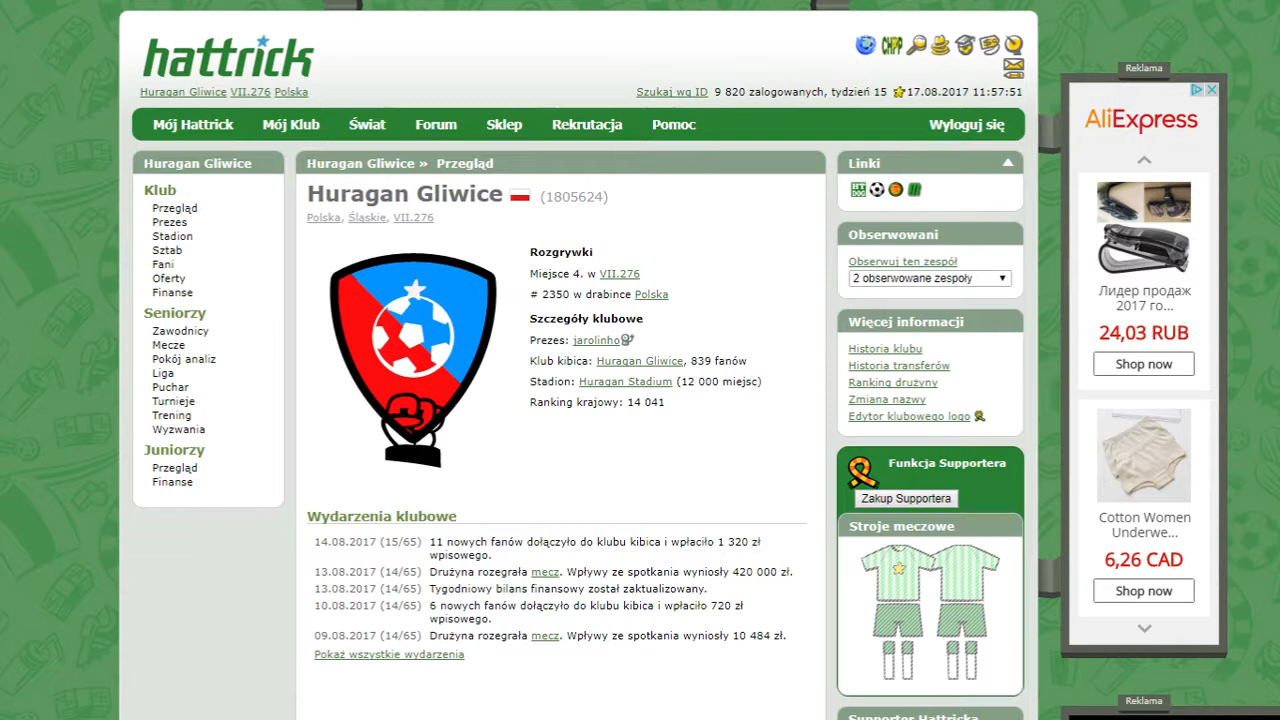 hattrick
Huragan Gliwice VII.276 Polska
CHPP
Szukaj wg ID 9 820 zalogowanych, tydzień 15 17.08.2017 11:57:51
Mój Hattrick Mój Klub Świat Forum Sklep Rekrutacja Pomoc Wyloguj się
Huragan Gliwice
Klub
Przegląd
Prezes
Stadion
Sztab
Fani
Oferty
Finanse
Seniorzy
Zawodnicy
Mecze
Pokój analiz
Liga
Puchar
Turnieje
Trening
Wyzwania
Juniorzy
Przegląd
Finanse
Huragan Gliwice » Przegląd
Huragan Gliwice (1805624)
Polska, Śląskie, VII.276
Rozgrywki
Miejsce 4. w VII.276
# 2350 w drabince Polska
Szczegóły klubowe
Prezes: jarolinho
Klub kibica: Huragan Gliwice, 839 fanów
Stadion: Huragan Stadium (12 000 miejsc)
Ranking krajowy: 14 041
Wydarzenia klubowe
14.08.2017 (15/65) 11 nowych fanów dołączyło do klubu kibica i wpłaciło 1 320 zł
wpisowego.
13.08.2017 (14/65) Drużyna rozegrała mecz. Wpływy ze spotkania wyniosły 420 000 zł.
13.08.2017 (14/65) Tygodniowy bilans finansowy został zaktualizowany.
10.08.2017 (14/65) 6 nowych fanów dołączyło do klubu kibica i wpłaciło 720 zł
wpisowego.
09.08.2017 (14/65) Drużyna rozegrała mecz. Wpływy ze spotkania wyniosły 10 484 zł.
Pokaż wszystkie wydarzenia
Linki
Obserwowani
Obserwuj ten zespół
2 obserwowane zespoły
Więcej informacji
Historia klubu
Historia transferów
Ranking drużyny
Zmiana nazwy
Edytor klubowego logo
Funkcja Supportera
Zakup Supportera
Stroje meczowe
Supporter Hattricka
Reklama
AliExpress
Лидер продаж
2017 го...
24,03 RUB
Shop now
Cotton Women
Underwe...
6,26 CAD
Shop now
Reklama